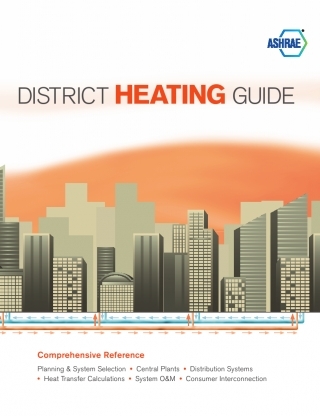 ASHRAE
DISTRICT HEATING GUIDE
Comprehensive Reference
Planning & System Selection • Central Plants • Distribution Systems
• Heat Transfer Calculations • System O&M • Consumer Interconnection